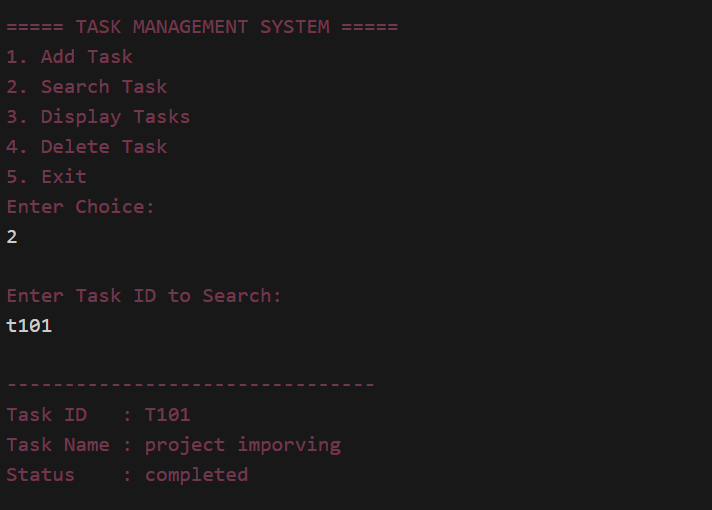 ===== TASK MANAGEMENT SYSTEM =====
1. Add Task
2. Search Task
3. Display Tasks
4. Delete Task
5. Exit
Enter Choice:
2
Enter Task ID to Search:
t101
--------------------------------
Task ID   : T101
Task Name : project imporving
Status    : completed